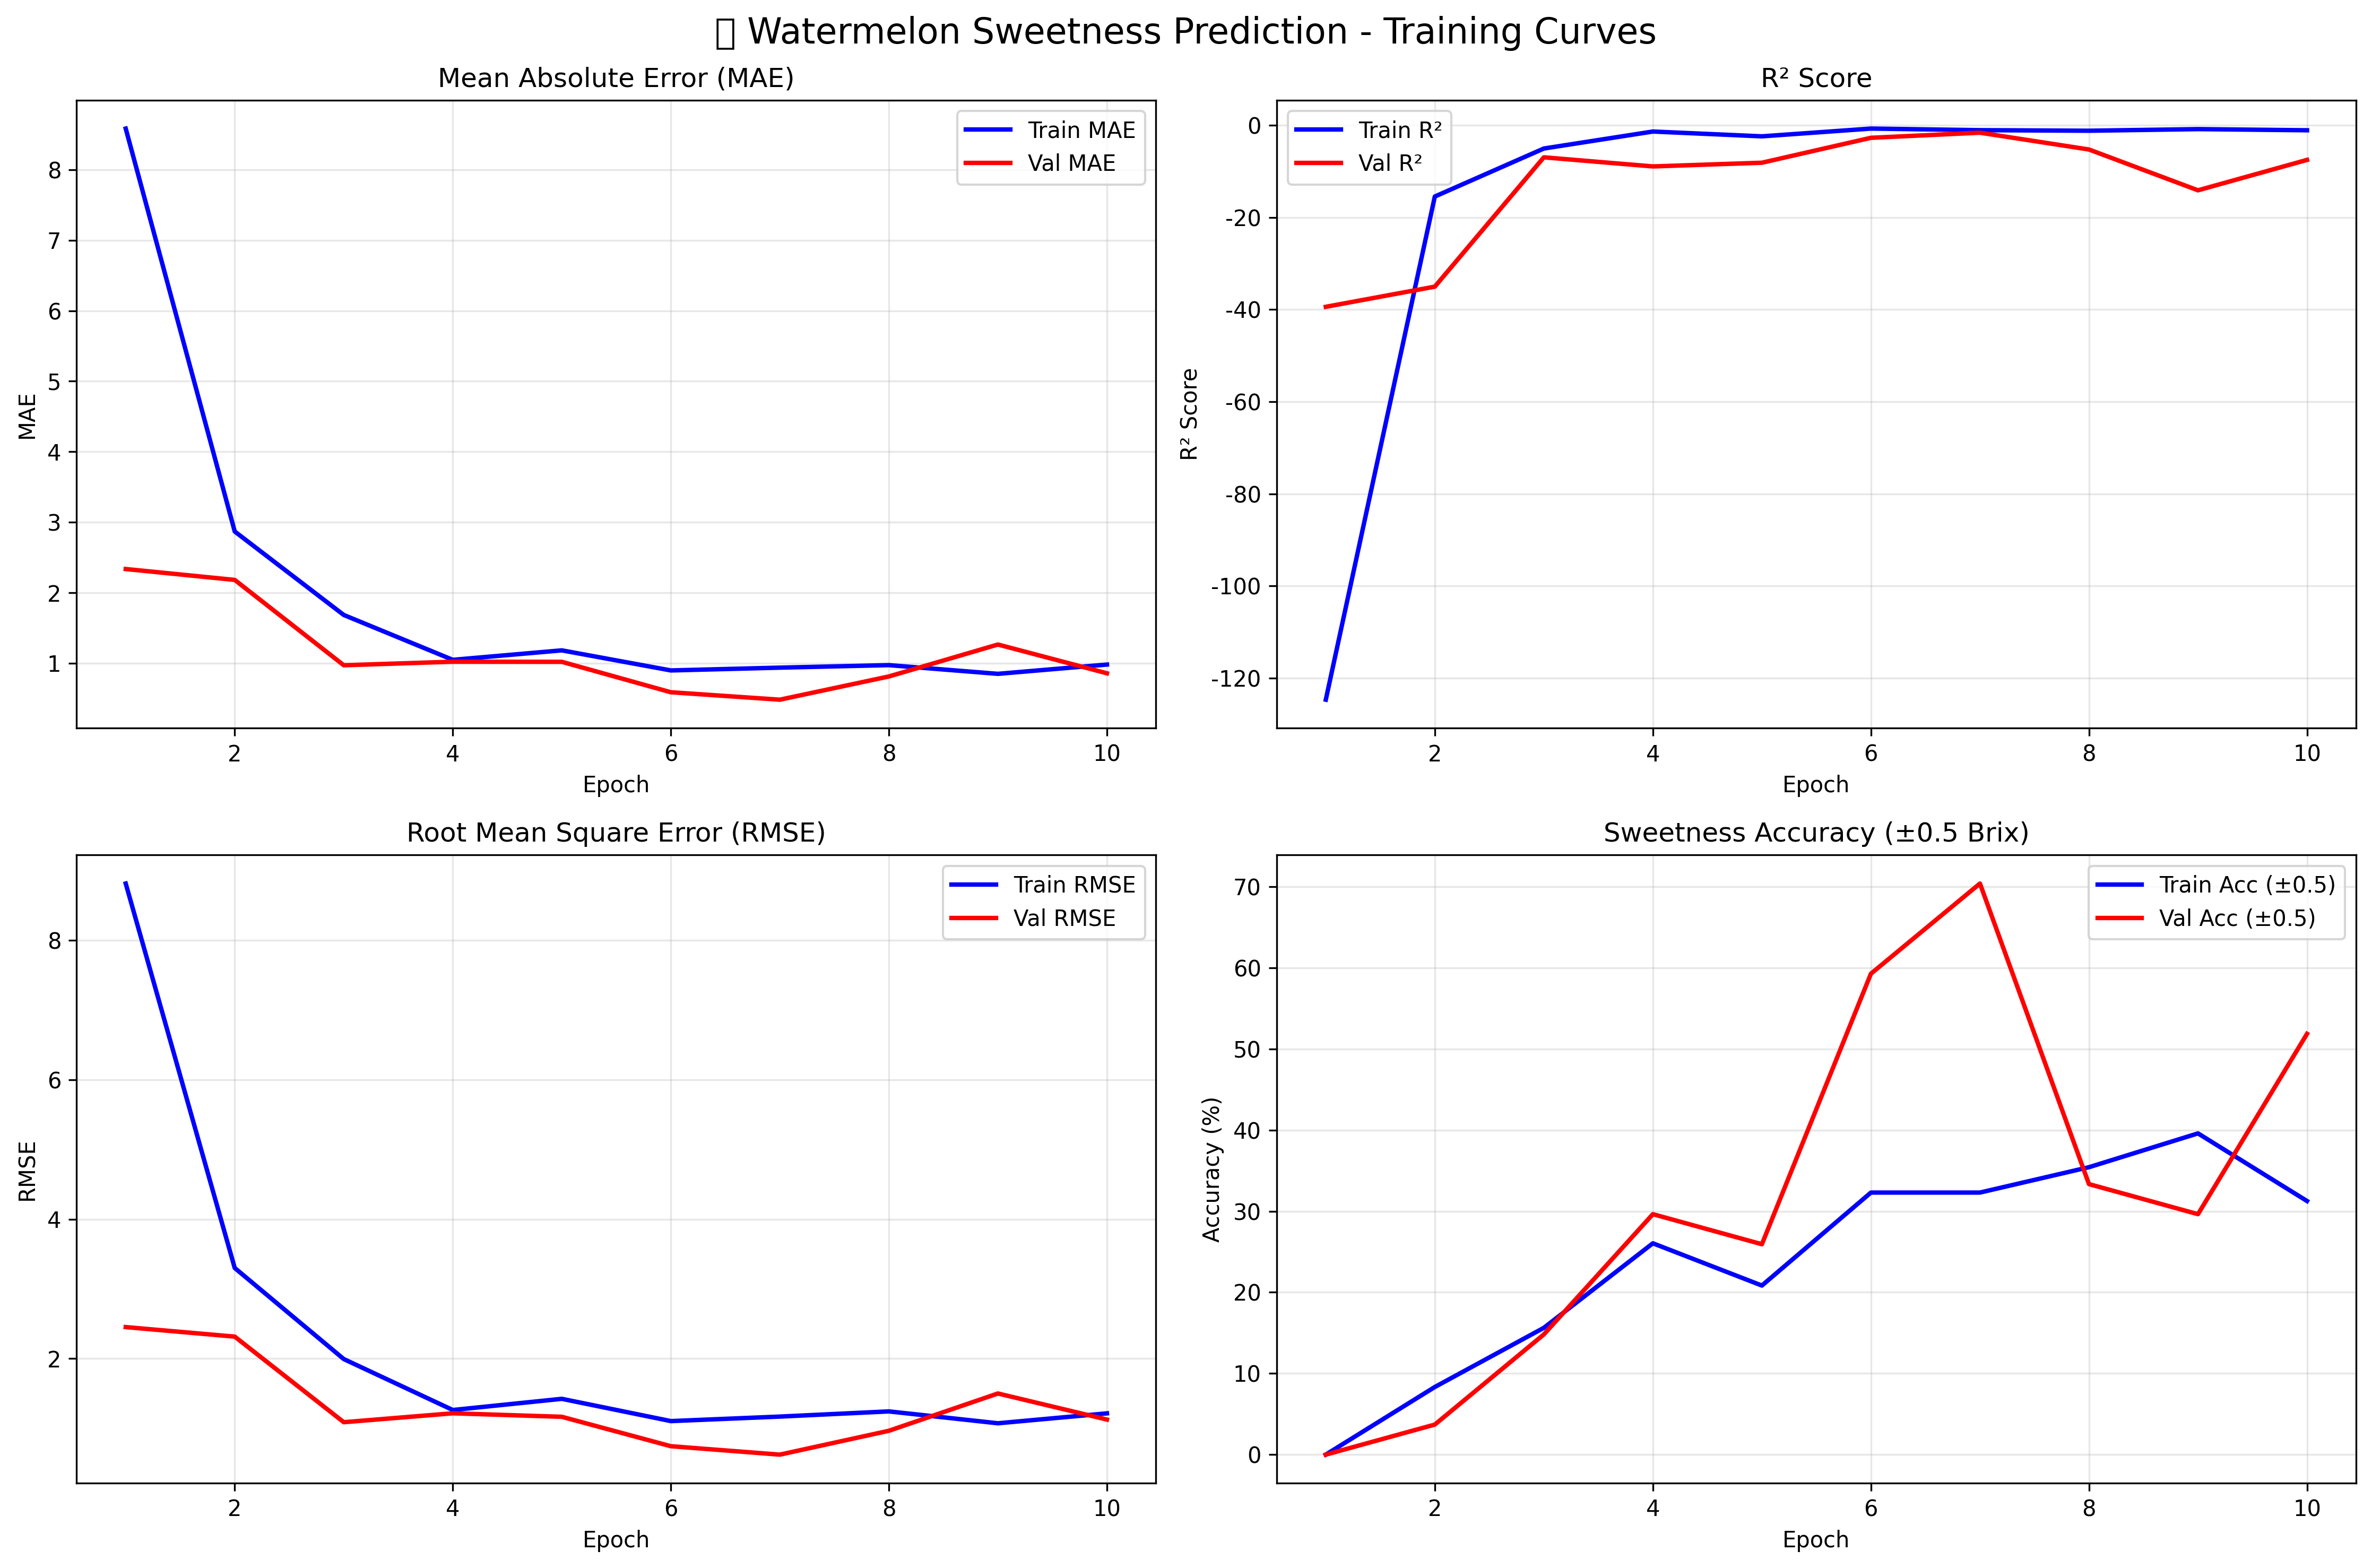 Watermelon Sweetness Prediction - Training Curves
Mean Absolute Error (MAE)
Train MAE
Val MAE
8
7
6
5
4
3
2
1
MAE
2
4
6
8
10
Epoch
R² Score
Train R²
Val R²
0
-20
-40
-60
-80
-100
-120
R² Score
2
4
6
8
10
Epoch
Root Mean Square Error (RMSE)
Train RMSE
Val RMSE
8
6
4
2
RMSE
2
4
6
8
10
Epoch
Sweetness Accuracy (±0.5 Brix)
Train Acc (±0.5)
Val Acc (±0.5)
70
60
50
40
30
20
10
0
Accuracy (%)
2
4
6
8
10
Epoch